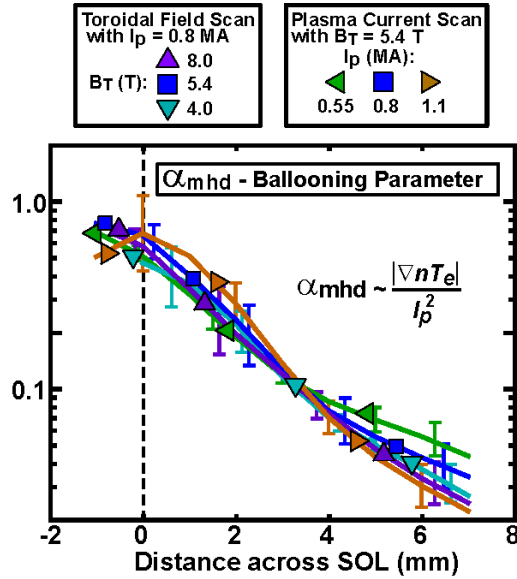 Toroidal Field Scan
with Ip = 0.8 MA
8.0
BT (T): 5.4
4.0
Plasma Current Scan
with BT = 5.4 T
Ip (MA):
0.55 0.8 1.1
αmhd - Ballooning Parameter
αmhd ~ |∇nTe| / Ip²
1.0
0.1
-2 0 2 4 6 8
Distance across SOL (mm)